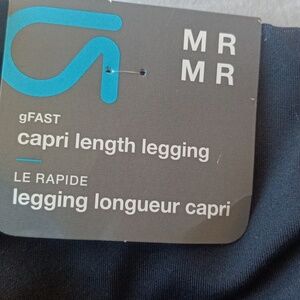 M R
M R
gFAST
capri length legging
LE RAPIDE
legging longueur capri